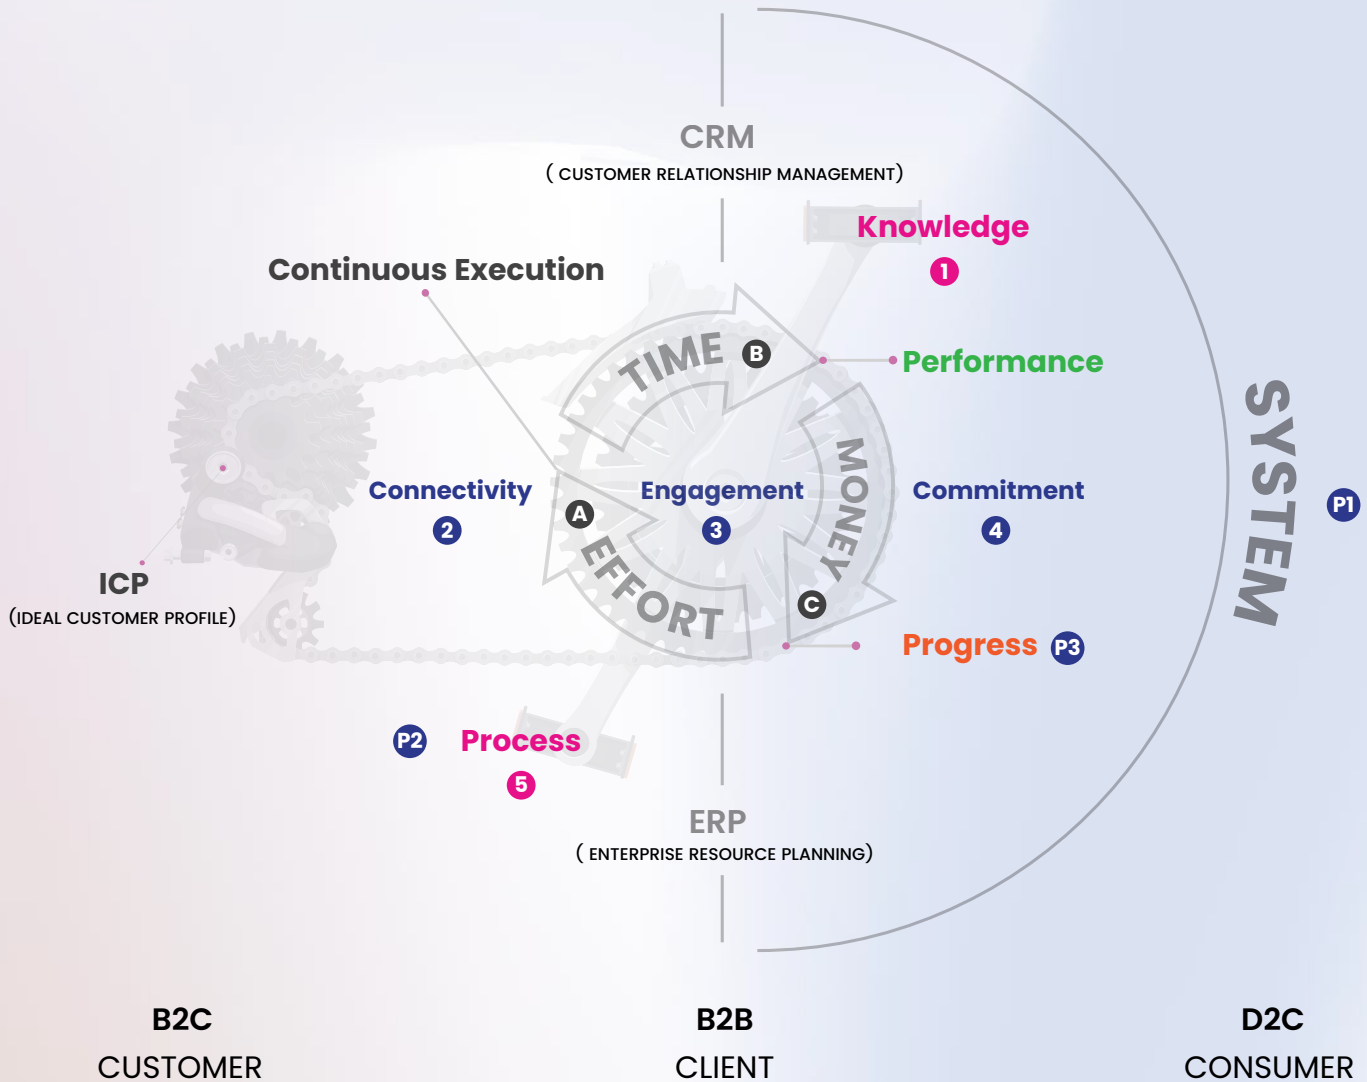 CRM
( CUSTOMER RELATIONSHIP MANAGEMENT)
Knowledge
1
Continuous Execution
TIME
B
Performance
SYSTEM
MONEY
Connectivity
Engagement
Commitment
2
A
3
4
P1
EFFORT
C
ICP
(IDEAL CUSTOMER PROFILE)
Progress P3
P2 Process
5
ERP
( ENTERPRISE RESOURCE PLANNING)
B2C
CUSTOMER
B2B
CLIENT
D2C
CONSUMER